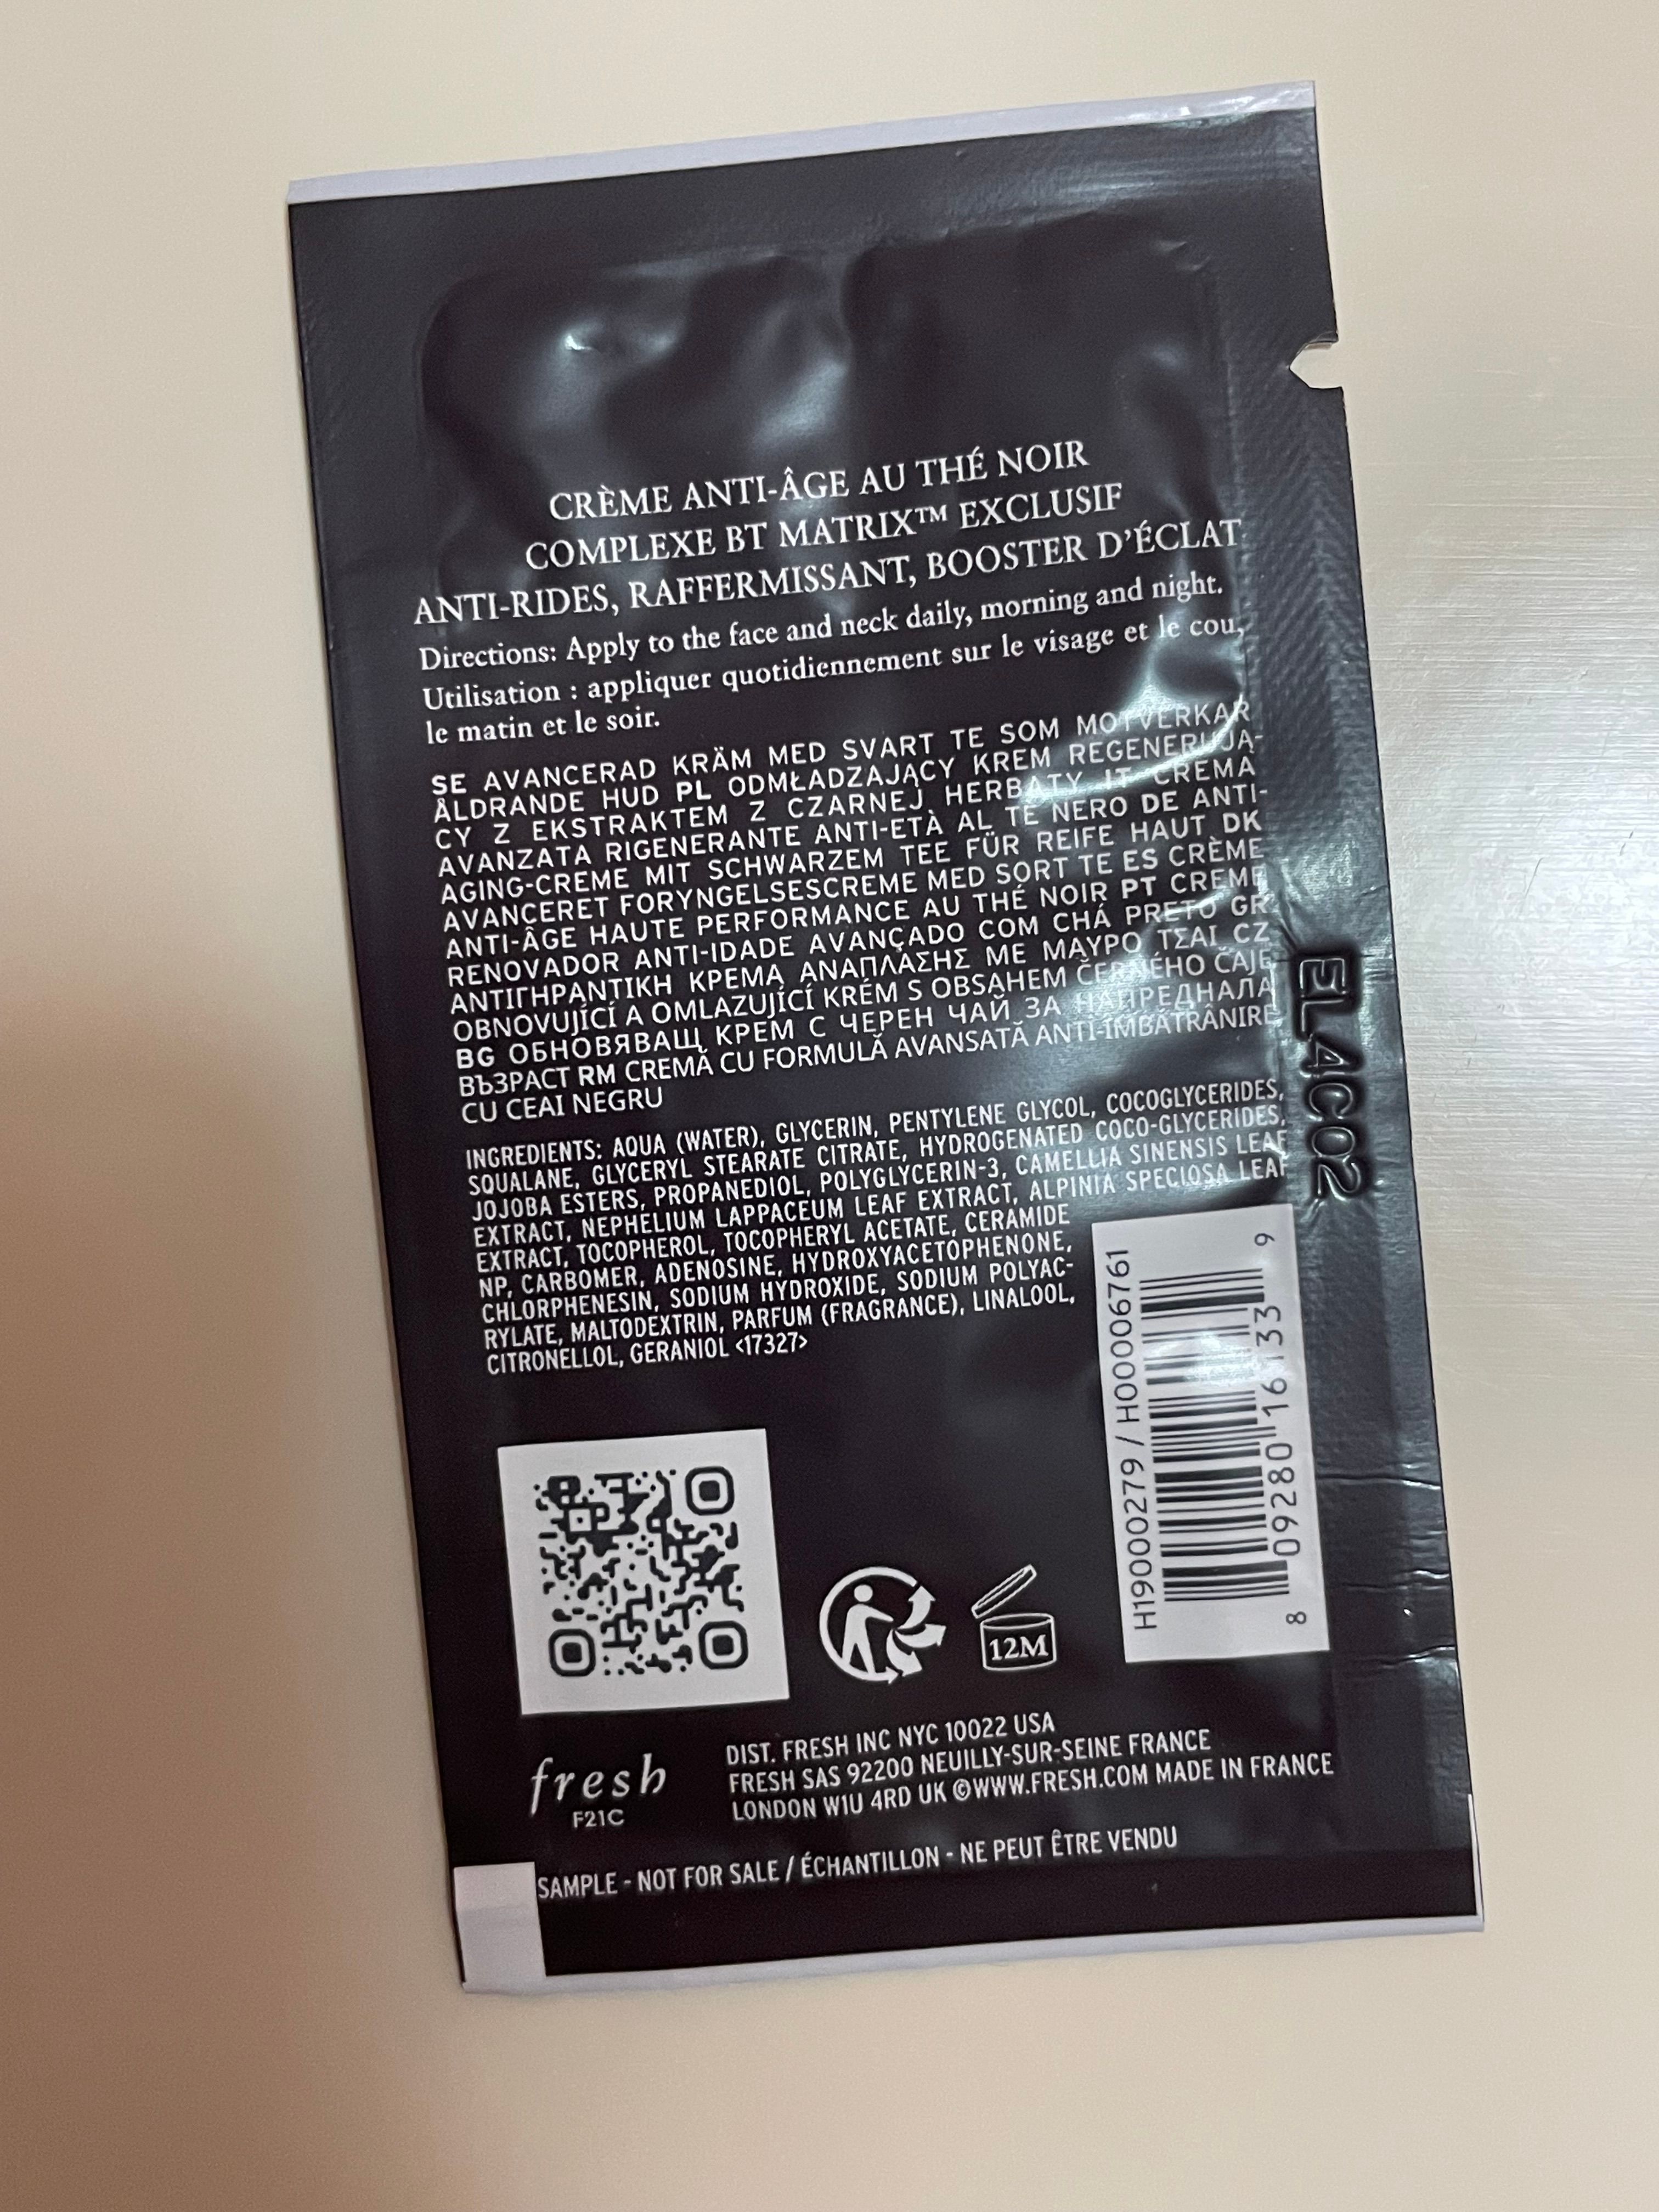 CRÈME ANTI-ÂGE AU THÉ NOIR
COMPLEXE BT MATRIX™ EXCLUSIF
ANTI-RIDES, RAFFERMISSANT, BOOSTER D'ÉCLAT
Directions: Apply to the face and neck daily, morning and night.
Utilisation : appliquer quotidiennement sur le visage et le cou,
le matin et le soir.
SE AVANCERAD KRÄM MED SVART TE SOM MOTVERKAR
ÅLDRANDE HUD PL ODMŁADZAJĄCY KREM REGENERUJĄ-
CY Z EKSTRAKTEM Z CZARNEJ HERBATY IT CREMA
AVANZATA RIGENERANTE ANTI-ETÀ AL TÈ NERO DE ANTI-
AGING-CREME MIT SCHWARZEM TEE FÜR REIFE HAUT DK
AVANCERET FORYNGELSESCREME MED SORT TE ES CRÈME
ANTI-ÂGE HAUTE PERFORMANCE AU THÉ NOIR PT CREME
RENOVADOR ANTI-IDADE AVANÇADO COM CHÁ PRETO GR
ΑΝΤΙΓΗΡΑΝΤΙΚΗ ΚΡΕΜΑ ΑΝΑΠΛΑΣΗΣ ΜΕ ΜΑΥΡΟ ΤΣΑΙ CZ
OBNOVUJÍCÍ A OMLAZUJÍCÍ KRÉM S OBSAHEM ČERNÉHO ČAJE
BG ОБНОВЯВАЩ КРЕМ С ЧЕРЕН ЧАЙ ЗА НАПРЕДНАЛА
ВЪЗРАСТ RM CREMĂ CU FORMULĂ AVANSATĂ ANTI-ÎMBĂTRÂNIRE
CU CEAI NEGRU
INGREDIENTS: AQUA (WATER), GLYCERIN, PENTYLENE GLYCOL, COCOGLYCERIDES,
SQUALANE, GLYCERYL STEARATE CITRATE, HYDROGENATED COCO-GLYCERIDES,
JOJOBA ESTERS, PROPANEDIOL, POLYGLYCERIN-3, CAMELLIA SINENSIS LEAF
EXTRACT, NEPHELIUM LAPPACEUM LEAF EXTRACT, ALPINIA SPECIOSA LEAF
EXTRACT, TOCOPHEROL, TOCOPHERYL ACETATE, CERAMIDE
NP, CARBOMER, ADENOSINE, HYDROXYACETOPHENONE,
CHLORPHENESIN, SODIUM HYDROXIDE, SODIUM POLYAC-
RYLATE, MALTODEXTRIN, PARFUM (FRAGRANCE), LINALOOL,
CITRONELLOL, GERANIOL <17327>
EL4C02
H19000279 / H00006761
8 09280 16133 9
12M
fresh
F21C
DIST. FRESH INC NYC 10022 USA
FRESH SAS 92200 NEUILLY-SUR-SEINE FRANCE
LONDON W1U 4RD UK ©WWW.FRESH.COM MADE IN FRANCE
SAMPLE - NOT FOR SALE / ÉCHANTILLON - NE PEUT ÊTRE VENDU